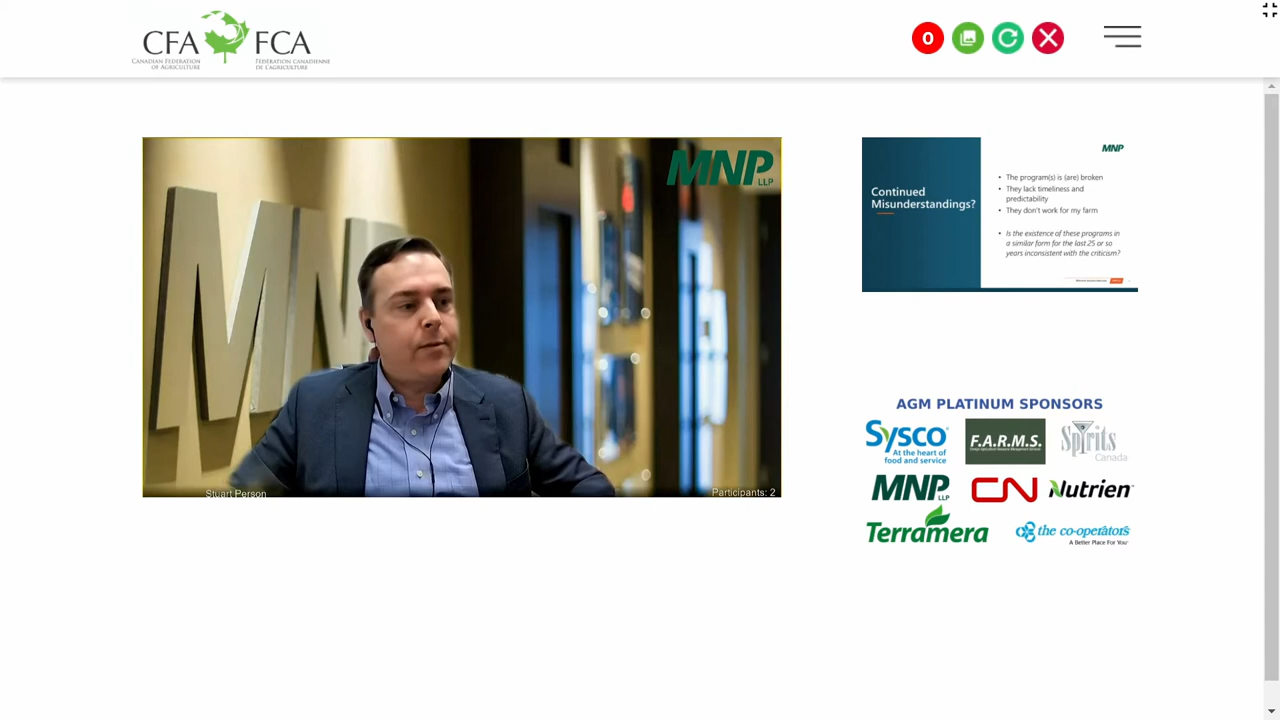 CFA FCA
CANADIAN FEDERATION
OF AGRICULTURE
FÉDÉRATION CANADIENNE
DE L'AGRICULTURE
0
MNP
LLP
MN
Stuart Person
Participants: 2
MNP
Continued
Misunderstandings?
• The program(s) is (are) broken
• They lack timeliness and
predictability
• They don't work for my farm
• Is the existence of these programs in
a similar form for the last 25 or so
years inconsistent with the criticism?
AGM PLATINUM SPONSORS
Sysco
At the heart of
food and service
F.A.R.M.S.
Spirits
Canada
MNP
LLP
CN
Nutrien
Terramera
the co-operators
A Better Place For You